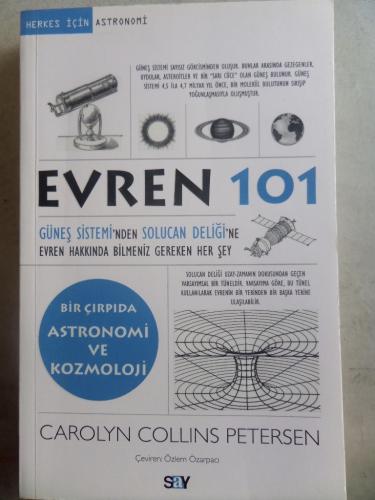 HERKES İÇİN ASTRONOMİ
GÜNEŞ SİSTEMİ SAYISIZ GÖKCİSMİNDEN OLUŞUR. BUNLAR ARASINDA GEZEGENLER,
UYDULAR, ASTEROİTLER VE BİR "SARI CÜCE" OLAN GÜNEŞ BULUNUR. GÜNEŞ
SİSTEMİ 4,5 İLA 4,7 MİLYAR YIL ÖNCE, BİR MOLEKÜL BULUTUNUN SIKIŞIP
YOĞUNLAŞMASIYLA OLUŞMUŞTUR.
EVREN 101
GÜNEŞ SİSTEMİ'NDEN SOLUCAN DELİĞİ'NE
EVREN HAKKINDA BİLMENİZ GEREKEN HER ŞEY
SOLUCAN DELİĞİ UZAY-ZAMANIN DOKUSUNDAN GEÇEN
VARSAYIMSAL BİR TÜNELDİR. VARSAYIMA GÖRE, BU TÜNEL
KULLANILARAK EVRENİN BİR YERİNDEN BİR BAŞKA YERİNE
ULAŞILABİLİR.
BİR ÇIRPIDA
ASTRONOMİ
VE
KOZMOLOJİ
CAROLYN COLLINS PETERSEN
Çeviren: Özlem Özarpacı
say